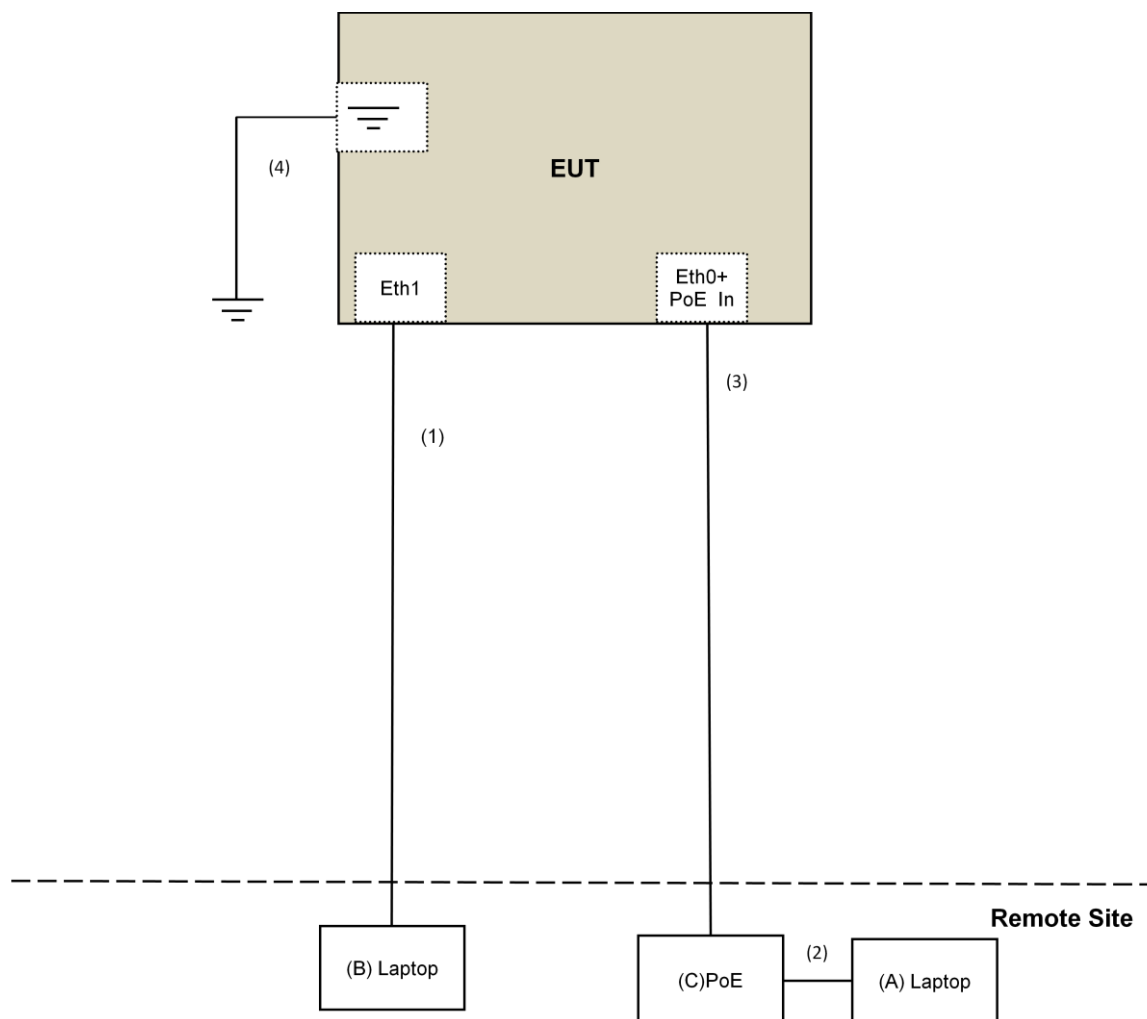 (4)
EUT
Eth1
Eth0+
PoE In
(3)
(1)
Remote Site
(B) Laptop
(C)PoE
(2)
(A) Laptop